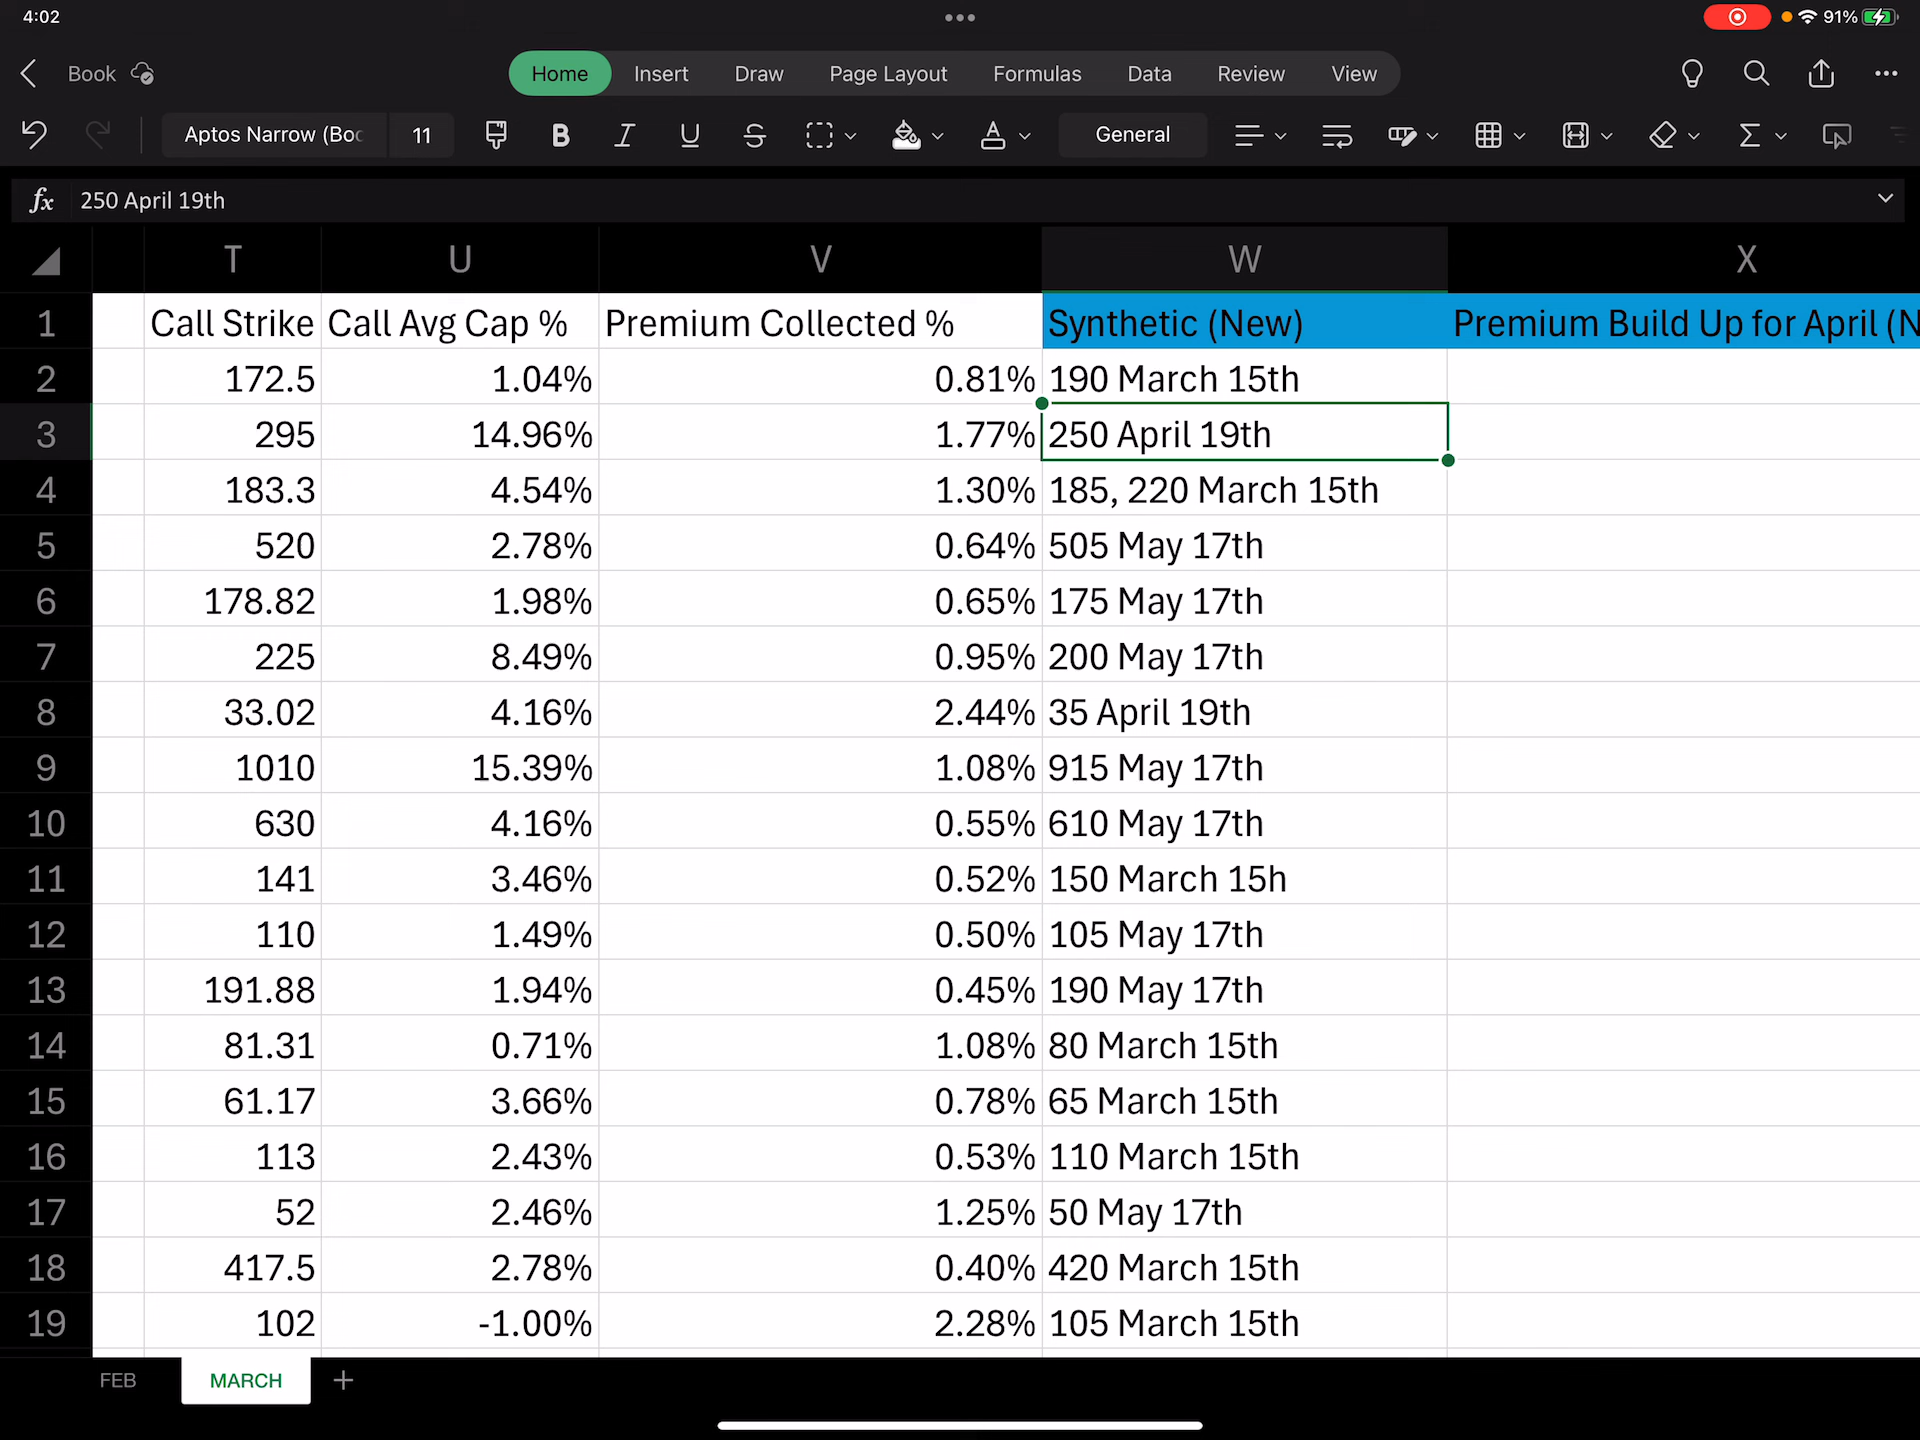 4:02
91%
Book
Home Insert Draw Page Layout Formulas Data Review View
Aptos Narrow (Boc 11 B I U S A General Σ
fx 250 April 19th
T U V W X
1 Call Strike Call Avg Cap % Premium Collected % Synthetic (New) Premium Build Up for April (N
2 172.5 1.04% 0.81% 190 March 15th
3 295 14.96% 1.77% 250 April 19th
4 183.3 4.54% 1.30% 185, 220 March 15th
5 520 2.78% 0.64% 505 May 17th
6 178.82 1.98% 0.65% 175 May 17th
7 225 8.49% 0.95% 200 May 17th
8 33.02 4.16% 2.44% 35 April 19th
9 1010 15.39% 1.08% 915 May 17th
10 630 4.16% 0.55% 610 May 17th
11 141 3.46% 0.52% 150 March 15h
12 110 1.49% 0.50% 105 May 17th
13 191.88 1.94% 0.45% 190 May 17th
14 81.31 0.71% 1.08% 80 March 15th
15 61.17 3.66% 0.78% 65 March 15th
16 113 2.43% 0.53% 110 March 15th
17 52 2.46% 1.25% 50 May 17th
18 417.5 2.78% 0.40% 420 March 15th
19 102 -1.00% 2.28% 105 March 15th
FEB MARCH +